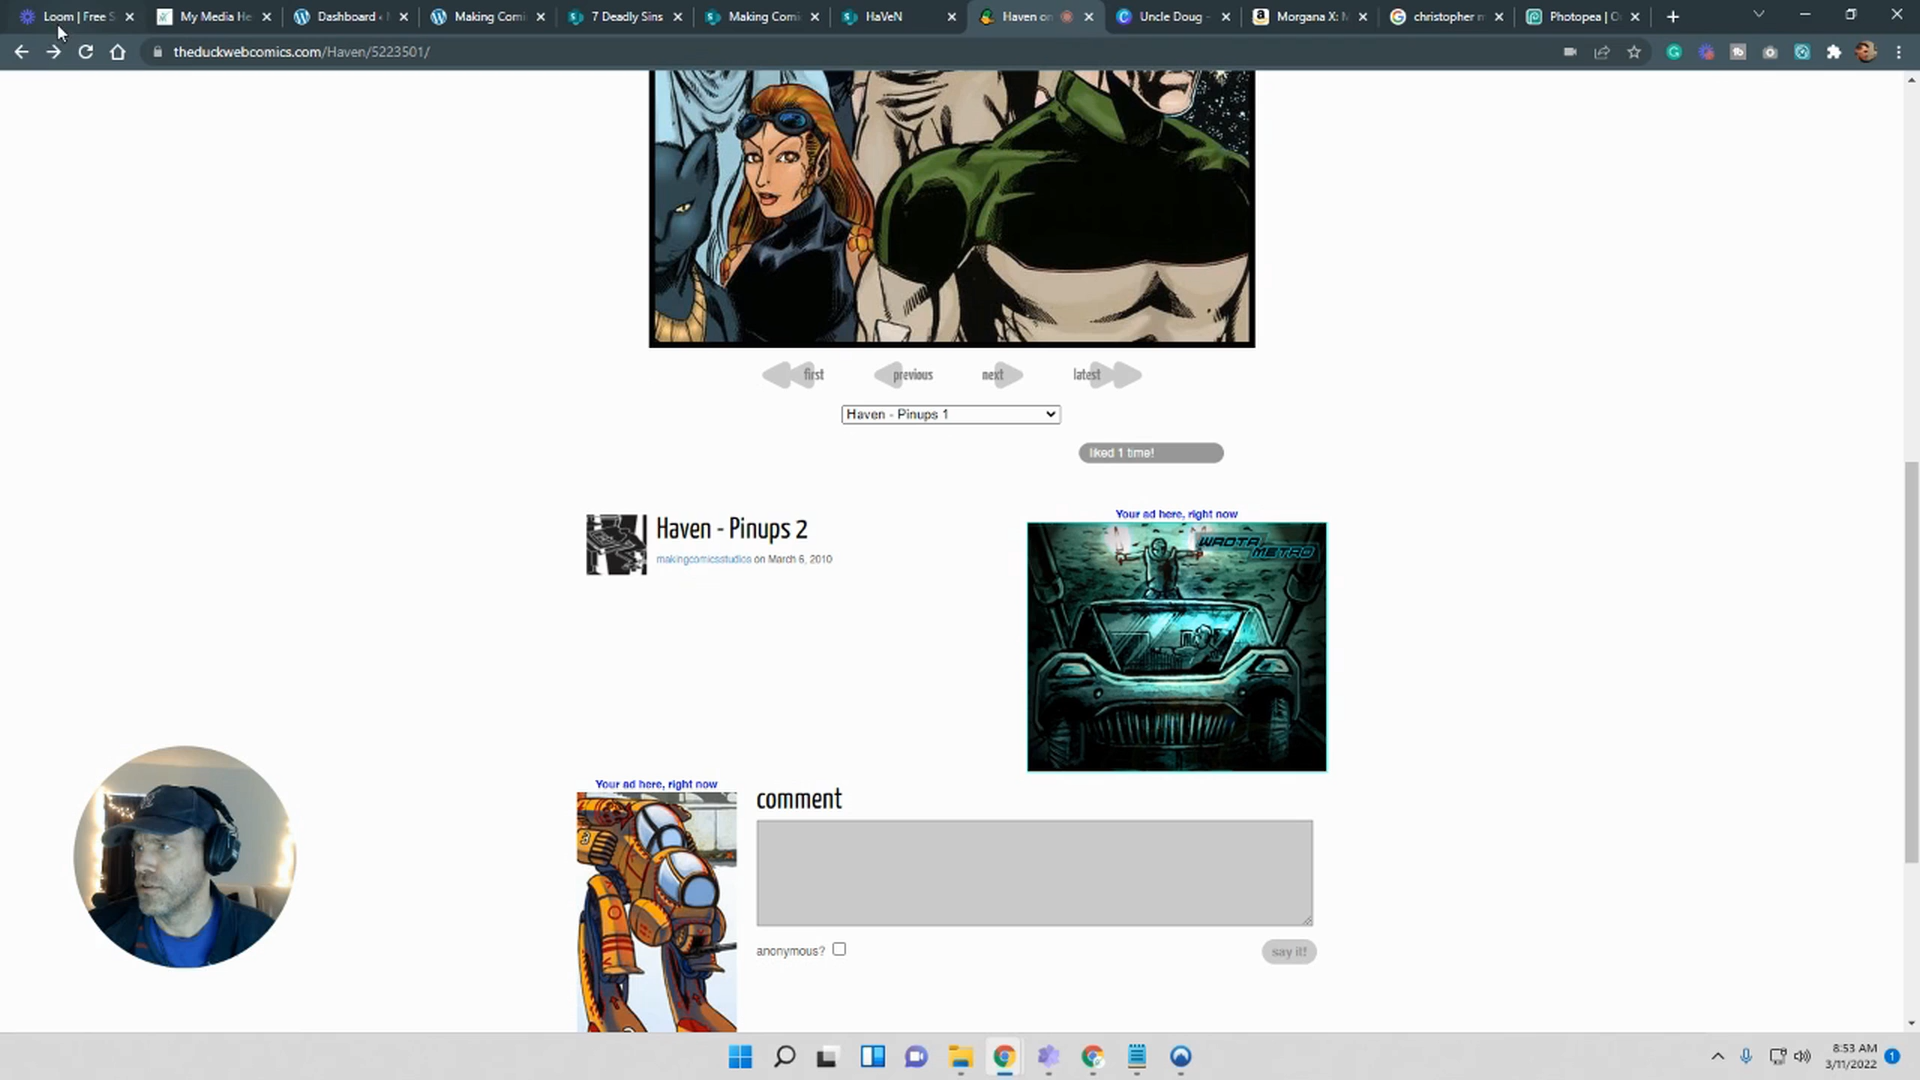 Loom | Free S
My Media He
Dashboard ‹
Making Comi
7 Deadly Sins
Making Comi
HaVeN
Haven on
Uncle Doug -
Morgana X: M
christopher m
Photopea | O
theduckwebcomics.com/Haven/5223501/
first
previous
next
latest
Haven - Pinups 1
liked 1 time!
Haven - Pinups 2
makingcomicsstudios on March 6, 2010
Your ad here, right now
WROTA
METRO
Your ad here, right now
comment
anonymous?
say it!
8:53 AM
3/11/2022
1